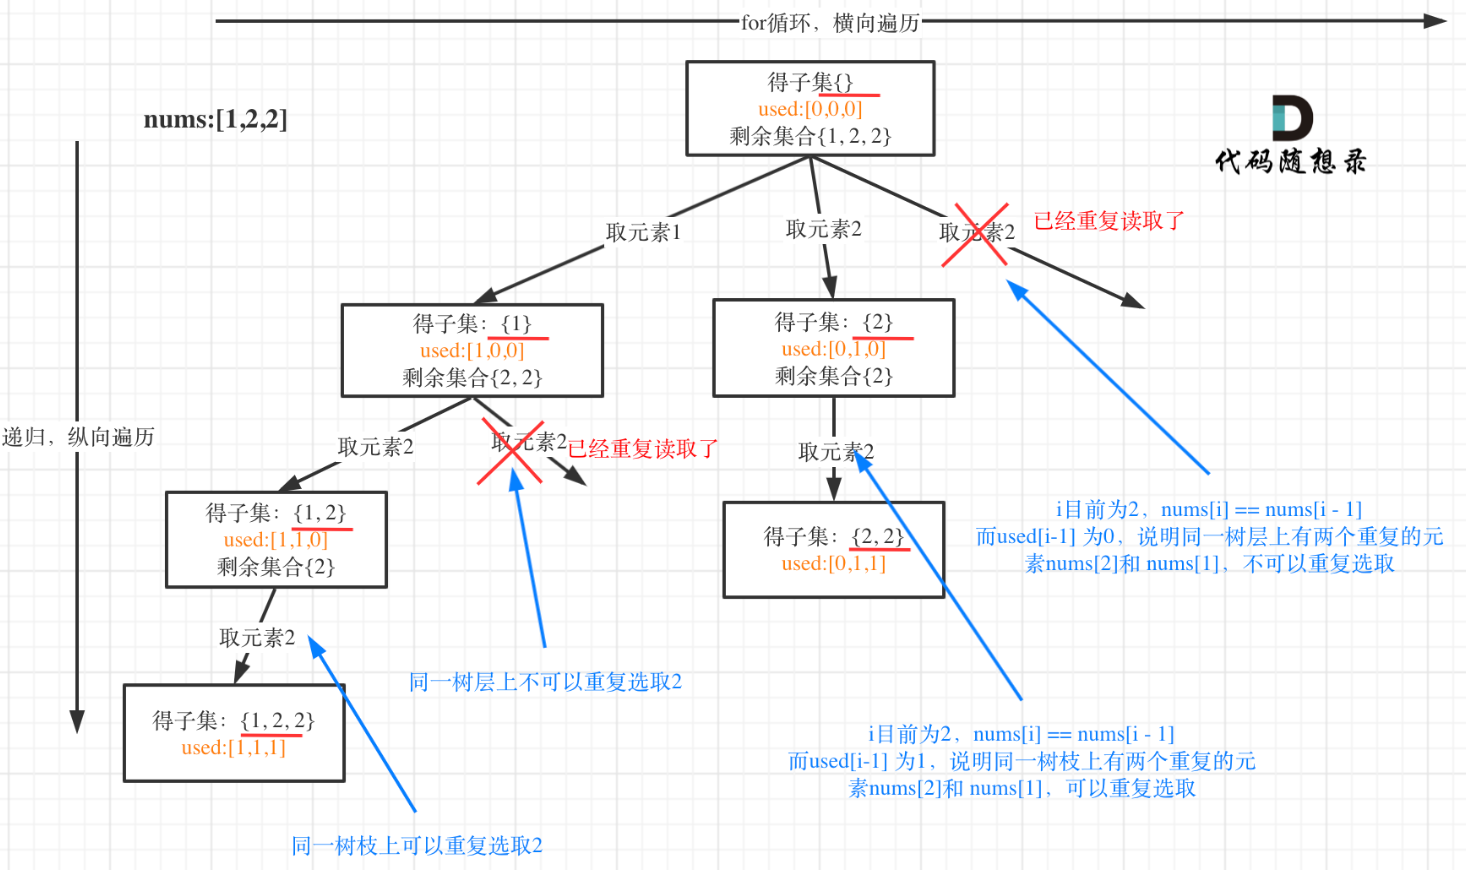 for循环，横向遍历
得子集{}
used:[0,0,0]
剩余集合{1, 2, 2}
nums:[1,2,2]
代码随想录
取元素1
取元素2
取元素2
已经重复读取了
得子集：{1}
used:[1,0,0]
剩余集合{2, 2}
得子集：{2}
used:[0,1,0]
剩余集合{2}
递归，纵向遍历
取元素2
取元素2
已经重复读取了
取元素2
得子集：{1, 2}
used:[1,1,0]
剩余集合{2}
得子集：{2, 2}
used:[0,1,1]
i目前为2，nums[i] == nums[i - 1]
而used[i-1] 为0，说明同一树层上有两个重复的元
素nums[2]和 nums[1]，不可以重复选取
取元素2
同一树层上不可以重复选取2
得子集：{1, 2, 2}
used:[1,1,1]
i目前为2，nums[i] == nums[i - 1]
而used[i-1] 为1，说明同一树枝上有两个重复的元
素nums[2]和 nums[1]，可以重复选取
同一树枝上可以重复选取2